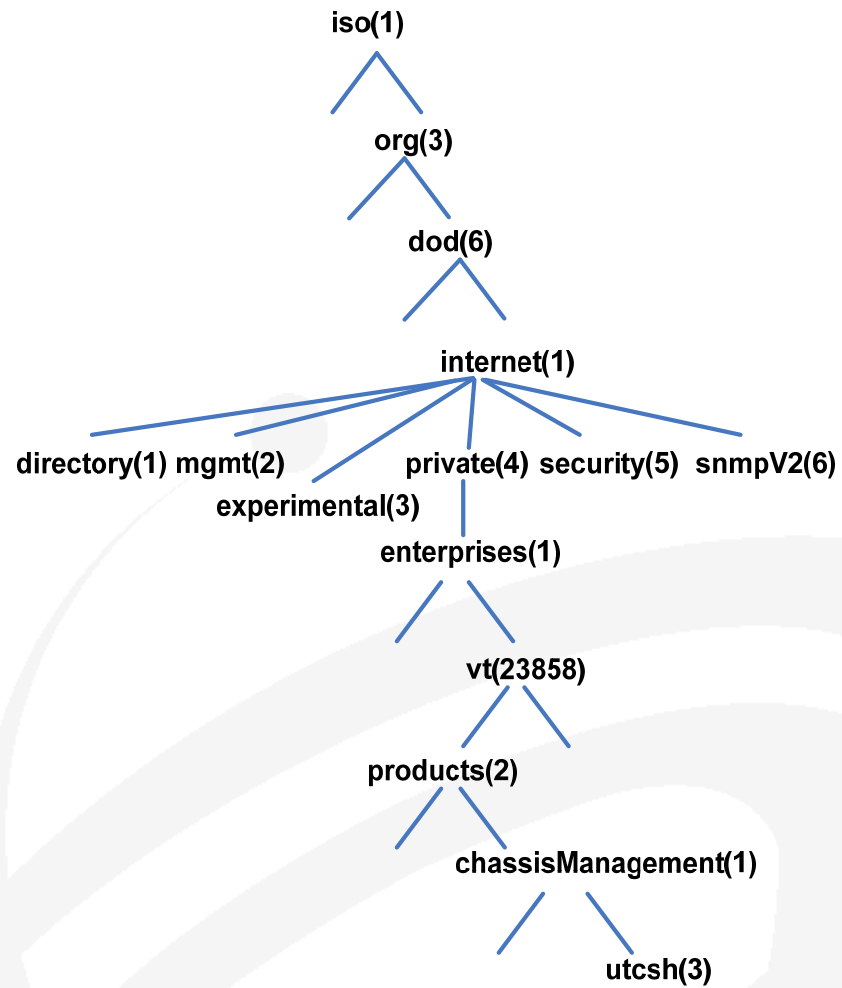 iso(1)
org(3)
dod(6)
internet(1)
directory(1) mgmt(2) private(4) security(5) snmpV2(6)
experimental(3)
enterprises(1)
vt(23858)
products(2)
chassisManagement(1)
utcsh(3)